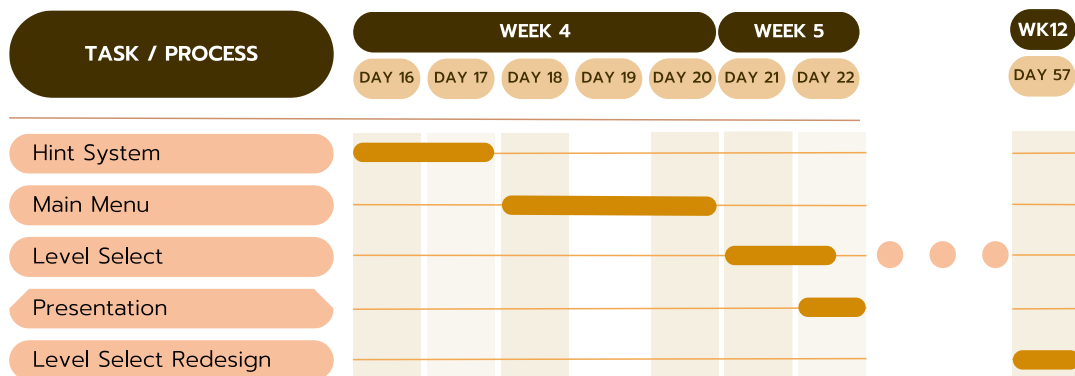 TASK / PROCESS
WEEK 4
WEEK 5
WK12
DAY 16
DAY 17
DAY 18
DAY 19
DAY 20
DAY 21
DAY 22
DAY 57
Hint System
Main Menu
Level Select
Presentation
Level Select Redesign